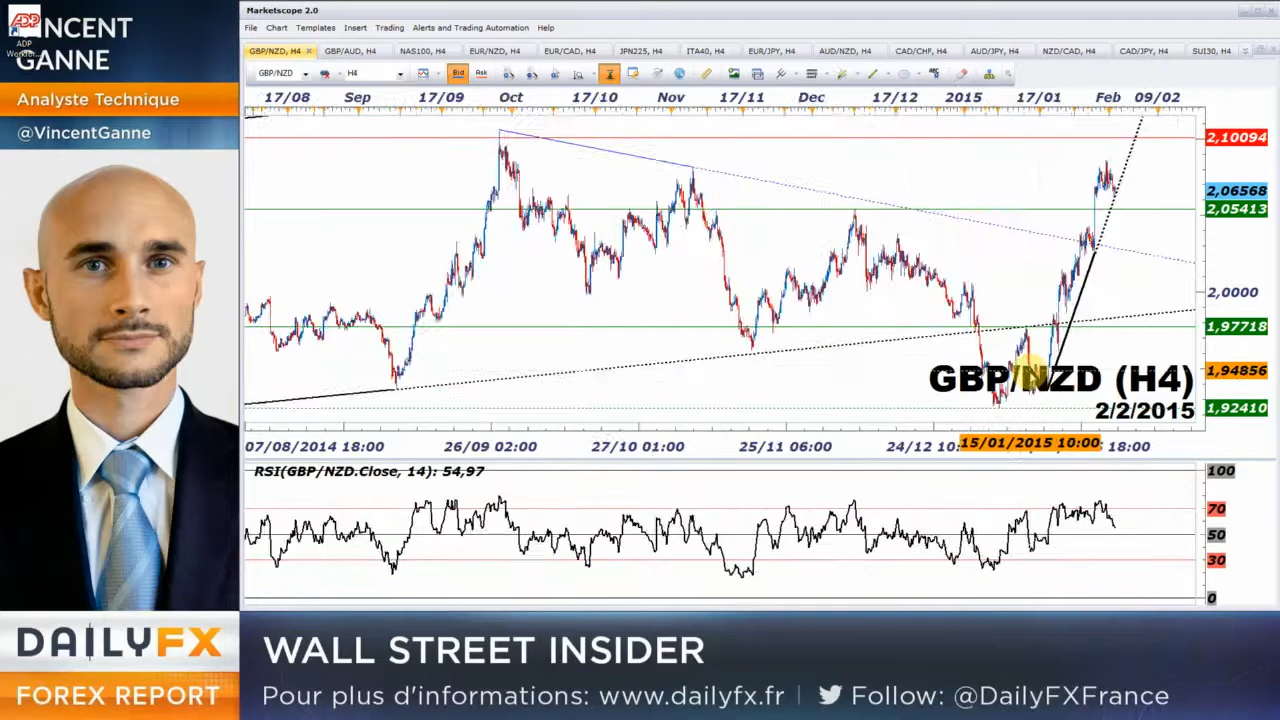 ADP
ADP
VINCENT
GANNE
Analyste Technique
@VincentGanne
Marketscope 2.0
File Chart Templates Insert Trading Alerts and Trading Automation Help
GBP/NZD, H4 GBP/AUD, H4 NAS100, H4 EUR/NZD, H4 EUR/CAD, H4 JPN225, H4 ITA40, H4 EUR/JPY, H4 AUD/NZD, H4 CAD/CHF, H4 AUD/JPY, H4 NZD/CAD, H4 CAD/JPY, H4 SUI30, H4
GBP/NZD H4 Bid Ask
17/08 Sep 17/09 Oct 17/10 Nov 17/11 Dec 17/12 2015 17/01 Feb 09/02
2,10094
2,06568
2,05413
2,0000
1,97718
1,94856
1,92410
GBP/NZD (H4)
2/2/2015
07/08/2014 18:00 26/09 02:00 27/10 02:00 25/11 06:00 24/12 10: 15/01/2015 10:00 18:00
RSI(GBP/NZD.Close, 14): 54,97
100
70
50
30
0
DAILYFX
FOREX REPORT
WALL STREET INSIDER
Pour plus d'informations: www.dailyfx.fr | Follow: @DailyFXFrance